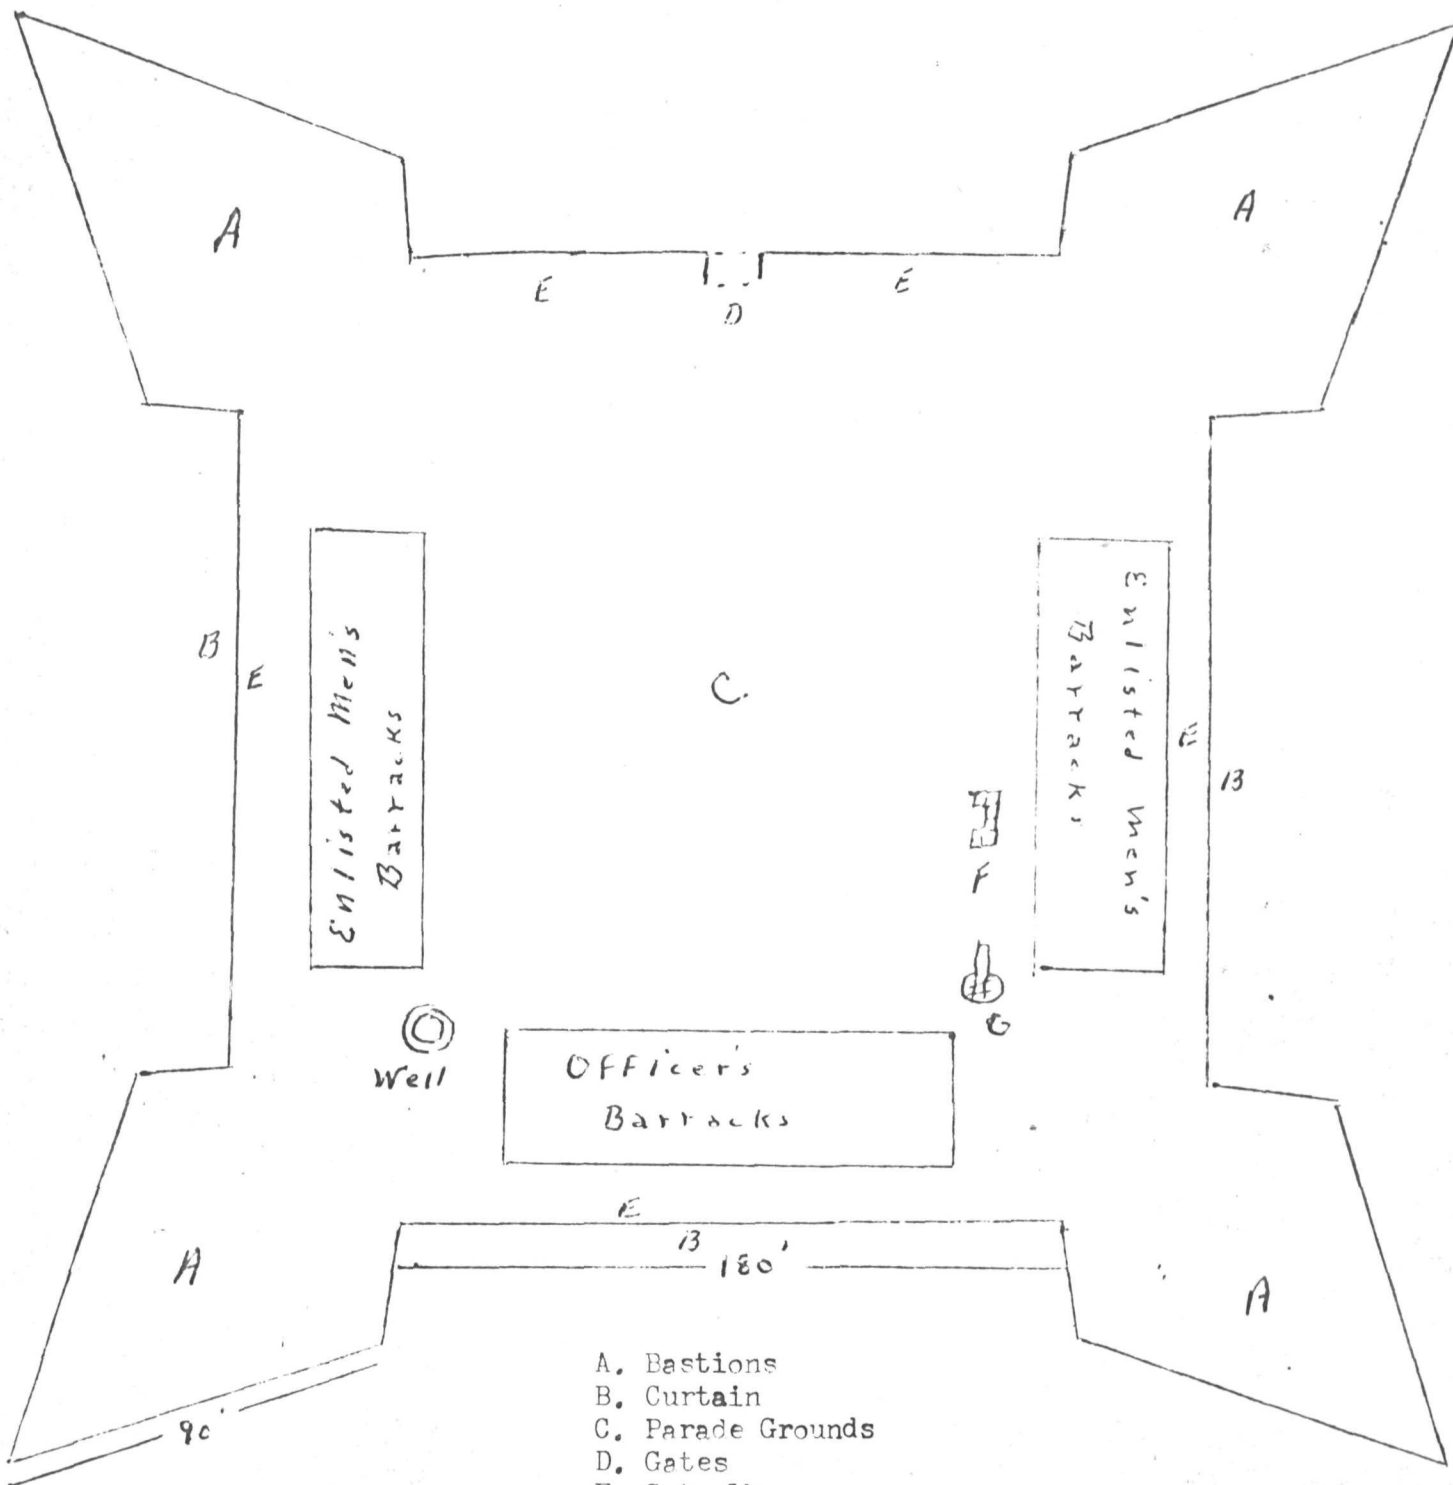 A
A
E
E
D
B
E
Enlisted Men's
Barracks
C.
Enlisted Men's
Barracks
E
B
F
G
Well
OFFicer's
Barracks
E
B
180'
A
A
90'
A. Bastions
B. Curtain
C. Parade Grounds
D. Gates